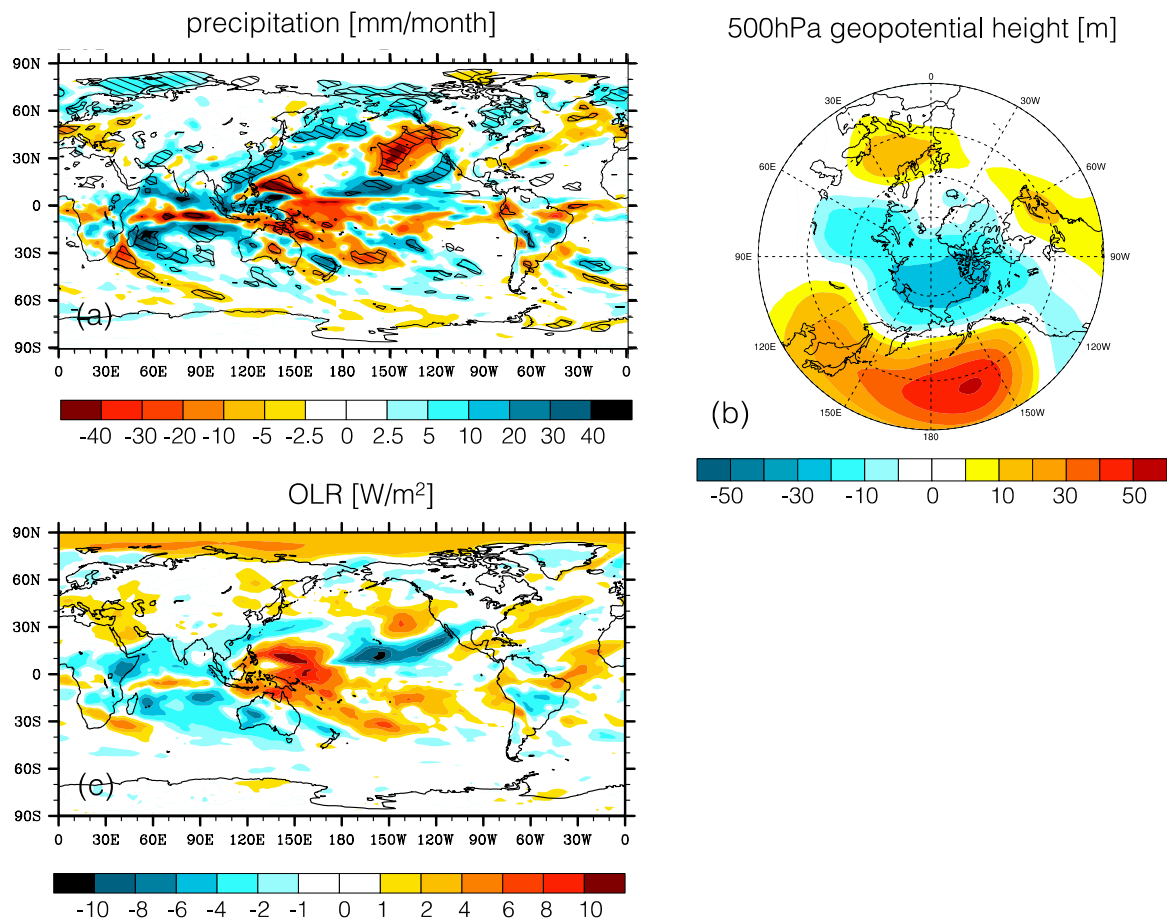 precipitation [mm/month]
90N
60N
30N
0
30S
60S
90S
(a)
0 30E 60E 90E 120E 150E 180 150W 120W 90W 60W 30W 0
-40 -30 -20 -10 -5 -2.5 0 2.5 5 10 20 30 40
500hPa geopotential height [m]
0
30E 30W
60E 60W
90E 90W
120E 120W
150E 150W
180
(b)
-50 -30 -10 0 10 30 50
OLR [W/m²]
90N
60N
30N
0
30S
60S
90S
(c)
0 30E 60E 90E 120E 150E 180 150W 120W 90W 60W 30W 0
-10 -8 -6 -4 -2 -1 0 1 2 4 6 8 10